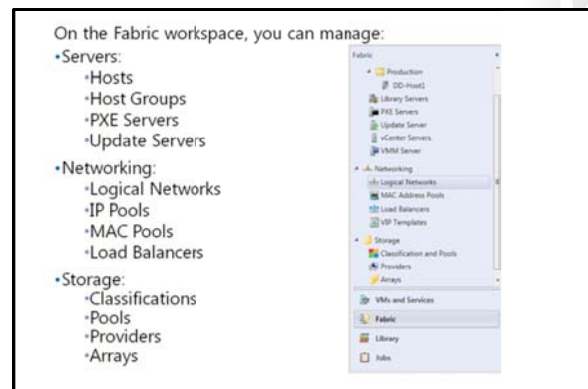 On the Fabric workspace, you can manage:
•Servers:
•Hosts
•Host Groups
•PXE Servers
•Update Servers
•Networking:
•Logical Networks
•IP Pools
•MAC Pools
•Load Balancers
•Storage:
•Classifications
•Pools
•Providers
•Arrays
Fabric
Production
DD-Host1
Library Servers
PXE Servers
Update Server
vCenter Servers
VMM Server
Networking
Logical Networks
MAC Address Pools
Load Balancers
VIP Templates
Storage
Classification and Pools
Providers
Arrays
VMs and Services
Fabric
Library
Jobs